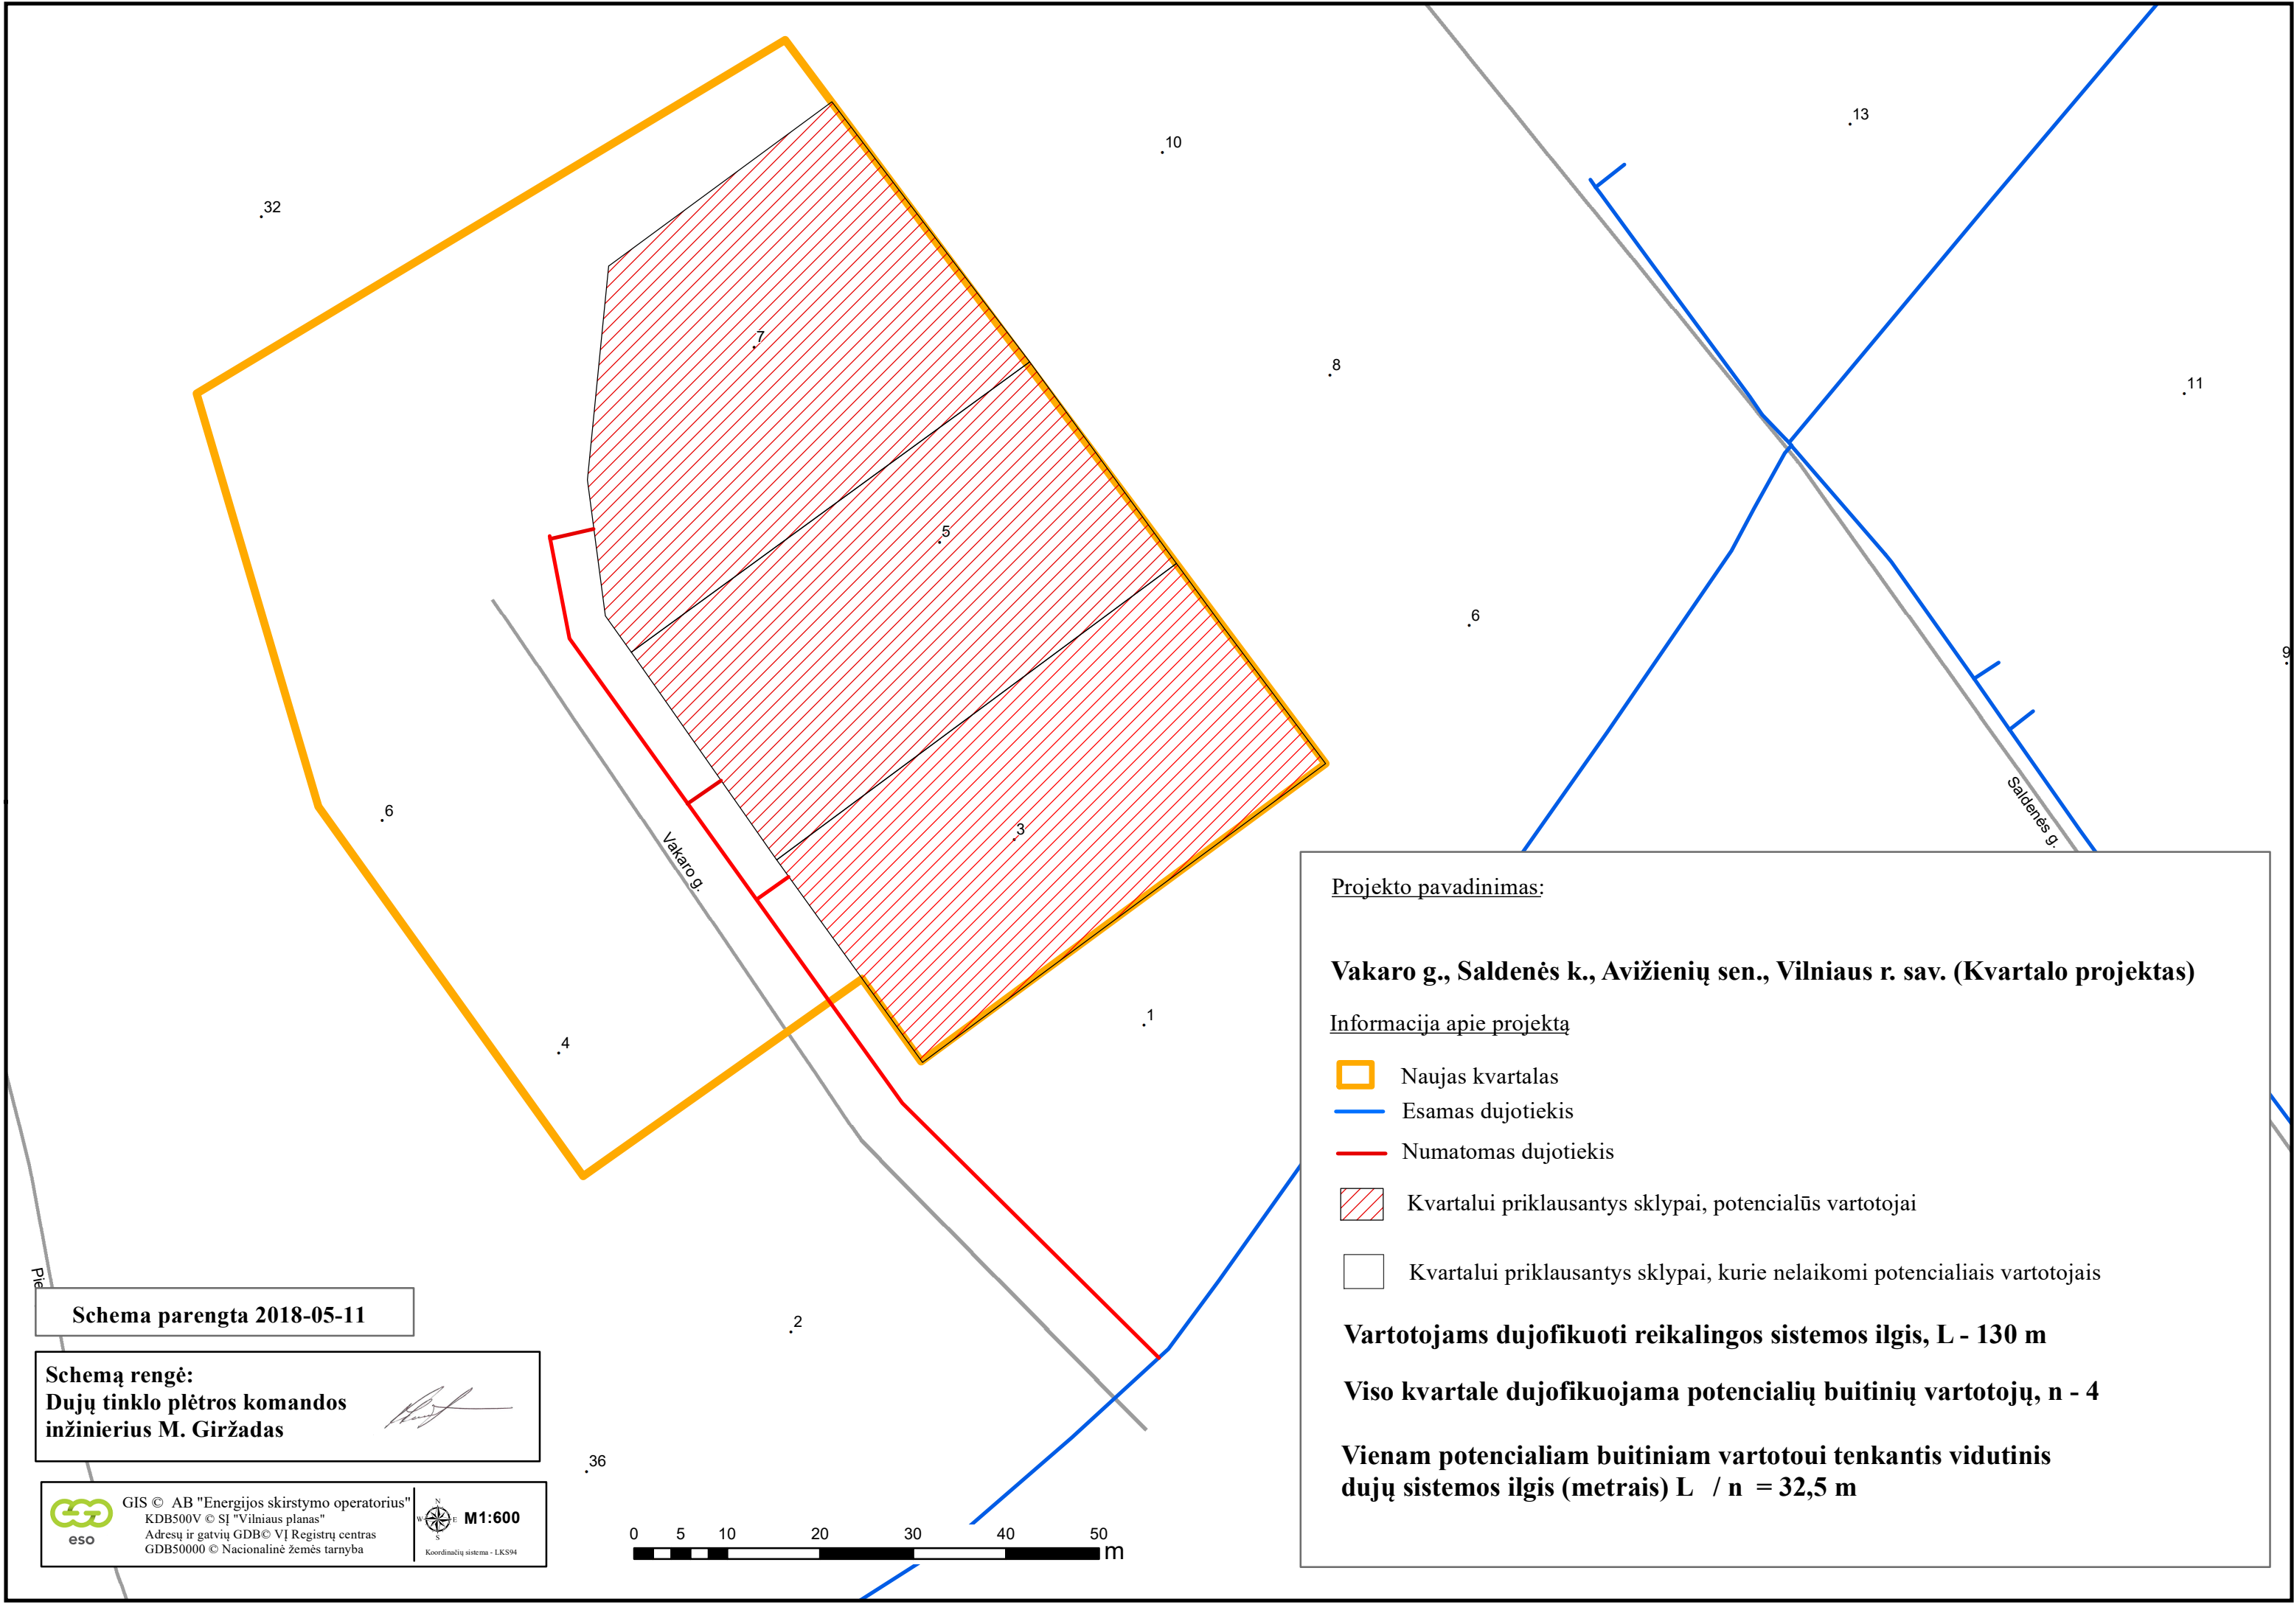 13
10
32
7
8
11
5
6
9
6
3
Vakaro g.
Saldenės g.
1
4
2
36
Pie
Projekto pavadinimas:
Vakaro g., Saldenės k., Avižienių sen., Vilniaus r. sav. (Kvartalo projektas)
Informacija apie projektą
Naujas kvartalas
Esamas dujotiekis
Numatomas dujotiekis
Kvartalui priklausantys sklypai, potencialūs vartotojai
Kvartalui priklausantys sklypai, kurie nelaikomi potencialiais vartotojais
Vartotojams dujofikuoti reikalingos sistemos ilgis, L - 130 m
Viso kvartale dujofikuojama potencialių buitinių vartotojų, n - 4
Vienam potencialiam buitiniam vartotoui tenkantis vidutinis
dujų sistemos ilgis (metrais) L / n = 32,5 m
Schema parengta 2018-05-11
Schemą rengė:
Dujų tinklo plėtros komandos
inžinierius M. Giržadas
eso
GIS © AB "Energijos skirstymo operatorius"
KDB500V © SĮ "Vilniaus planas"
Adresų ir gatvių GDB© VĮ Registrų centras
GDB50000 © Nacionalinė žemės tarnyba
N
W E
S
M1:600
Koordinačių sistema - LKS94
0 5 10 20 30 40 50
m